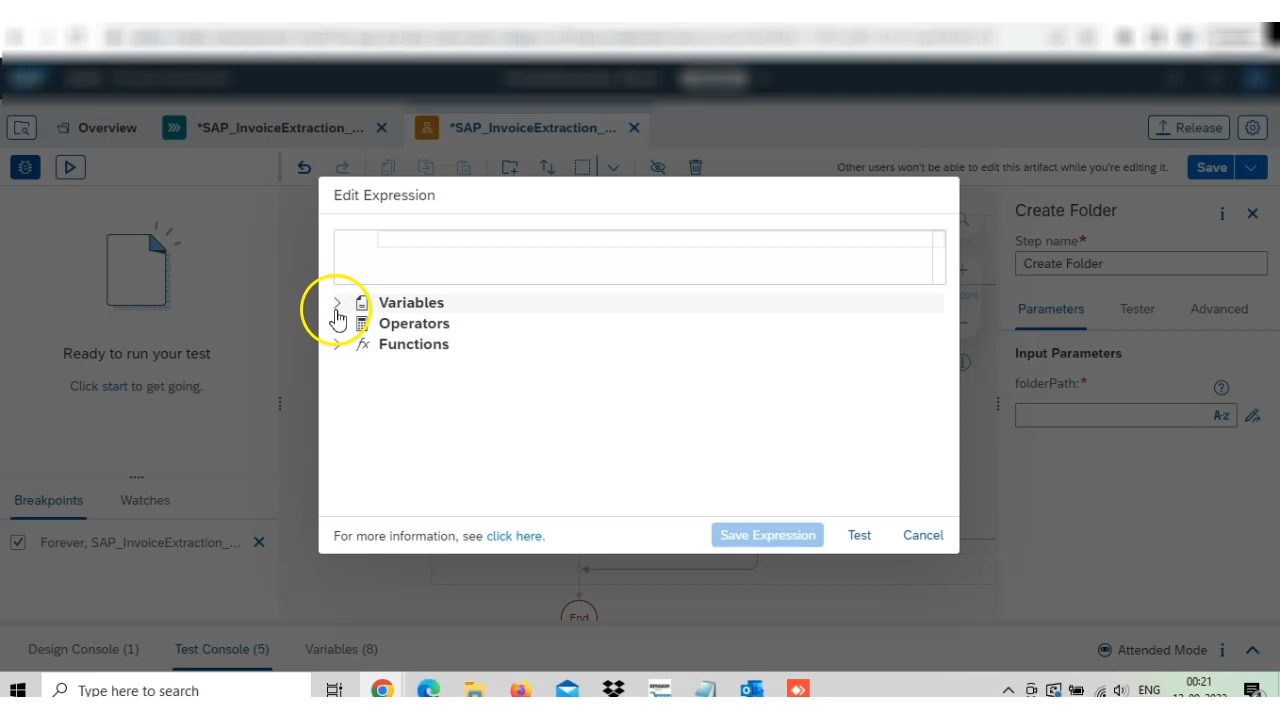 Overview
*SAP_InvoiceExtraction_...
*SAP_InvoiceExtraction_...
Release
Other users won't be able to edit this artifact while you're editing it.
Save
Edit Expression
Variables
Operators
Functions
For more information, see click here.
Save Expression
Test
Cancel
Ready to run your test
Click start to get going.
Breakpoints
Watches
Forever, SAP_InvoiceExtraction_...
End
Create Folder
Step name*
Create Folder
Parameters
Tester
Advanced
Input Parameters
folderPath:*
A-z
Design Console (1)
Test Console (5)
Variables (8)
Attended Mode
Type here to search
ENG
00:21